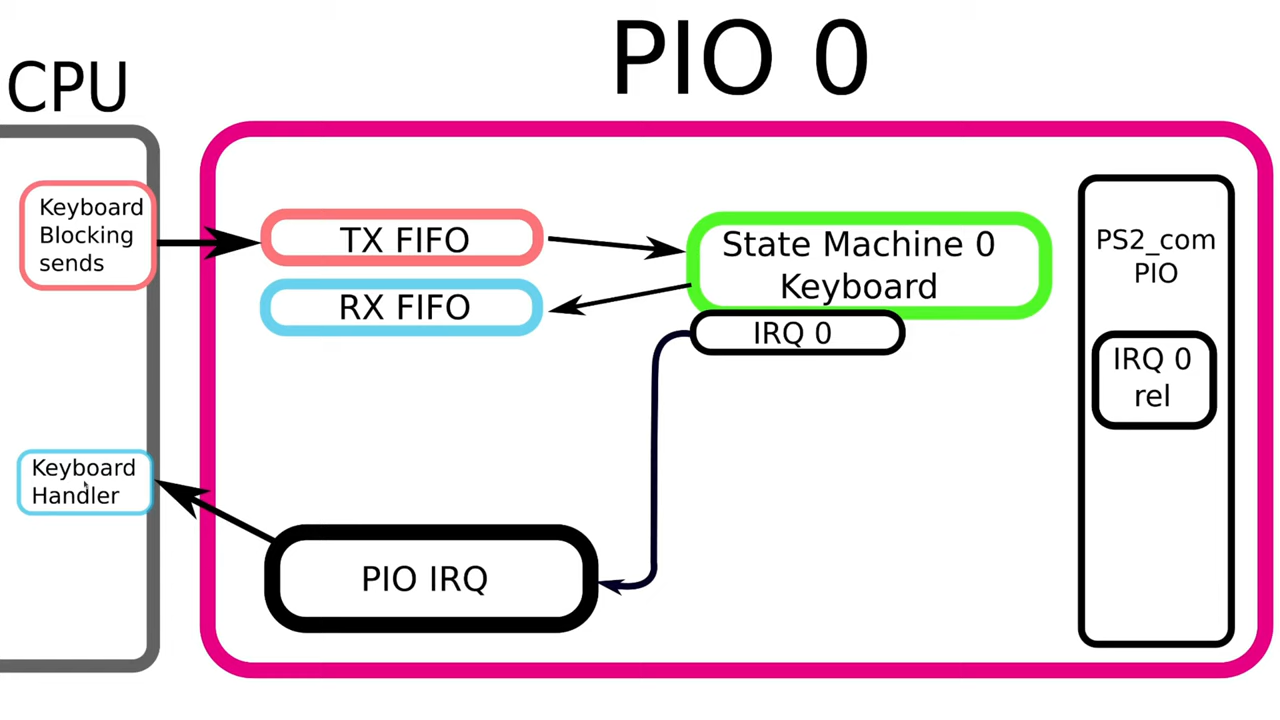 PIO 0
CPU
Keyboard
Blocking
sends
TX FIFO
RX FIFO
State Machine 0
Keyboard
IRQ 0
PS2_com
PIO
IRQ 0
rel
Keyboard
Handler
PIO IRQ